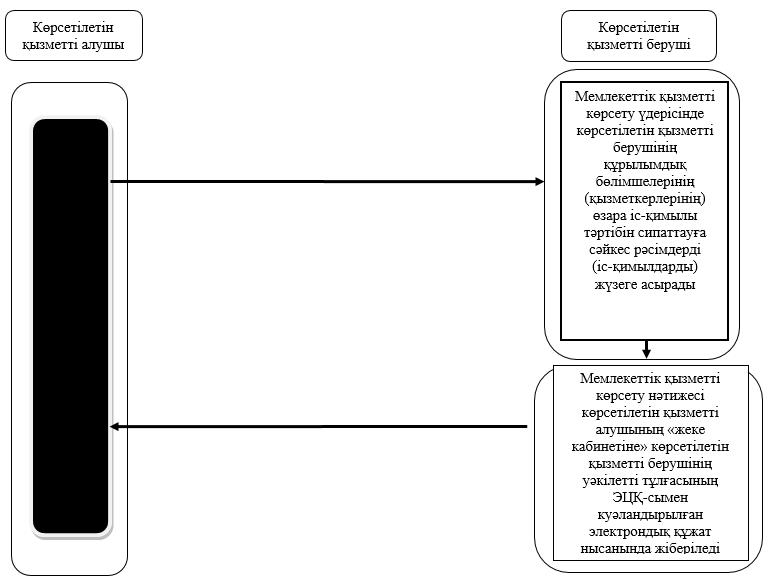 Көрсетілетін
қызметті алушы
Көрсетілетін
қызметті беруші
Мемлекеттік қызметті
көрсету үдерісінде
көрсетілетін қызметті
берушінің
құрылымдық
бөлімшелерінің
(қызметкерлерінің)
өзара іс-қимылы
тәртібін сипаттауға
сәйкес рәсімдерді
(іс-қимылдарды)
жүзеге асырады
Мемлекеттік қызметті
көрсету нәтижесі
көрсетілетін қызметті
алушының «жеке
кабинетіне» көрсетілетін
қызметті берушінің
уәкілетті тұлғасының
ЭЦҚ-сымен
куәландырылған
электрондық құжат
нысанында жіберіледі